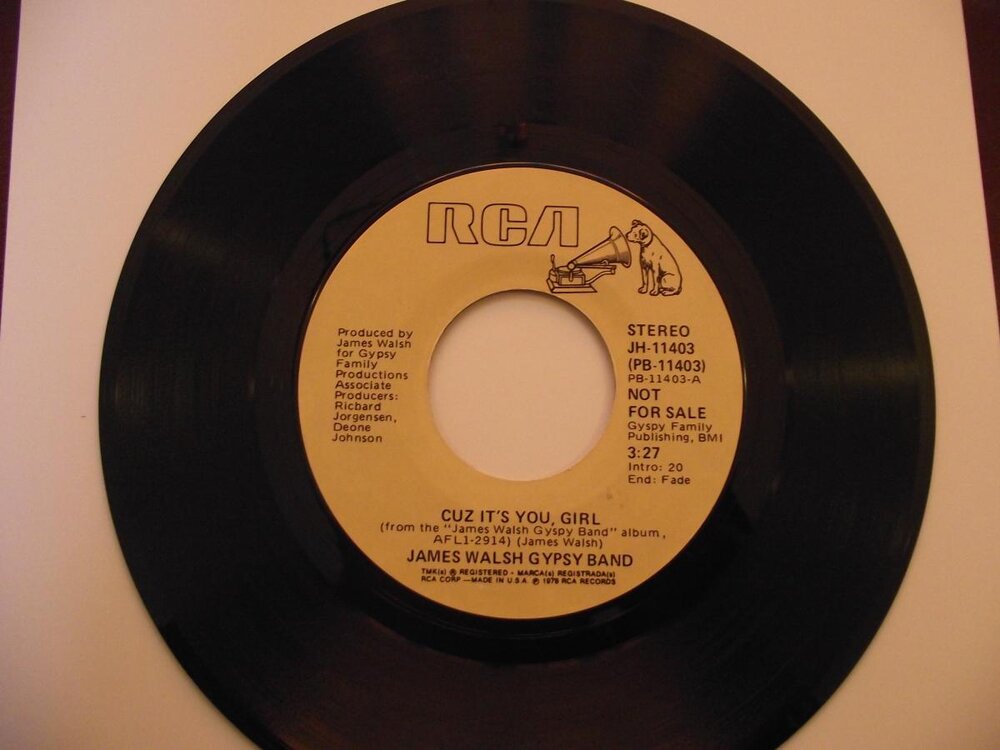 RCA
Produced by
James Walsh
for Gypsy
Family
Productions
Associate
Producers:
Richard
Jorgensen,
Deone
Johnson
STEREO
JH-11403
(PB-11403)
PB-11403-A
NOT
FOR SALE
Gyspy Family
Publishing, BMI
3:27
Intro: 20
End: Fade
CUZ IT'S YOU, GIRL
(from the "James Walsh Gyspy Band" album,
AFL1-2914) (James Walsh)
JAMES WALSH GYPSY BAND
TMK(s) ® REGISTERED - MARCA(s) REGISTRADA(s)
RCA CORP —MADE IN U.S.A. ℗ 1978 RCA RECORDS